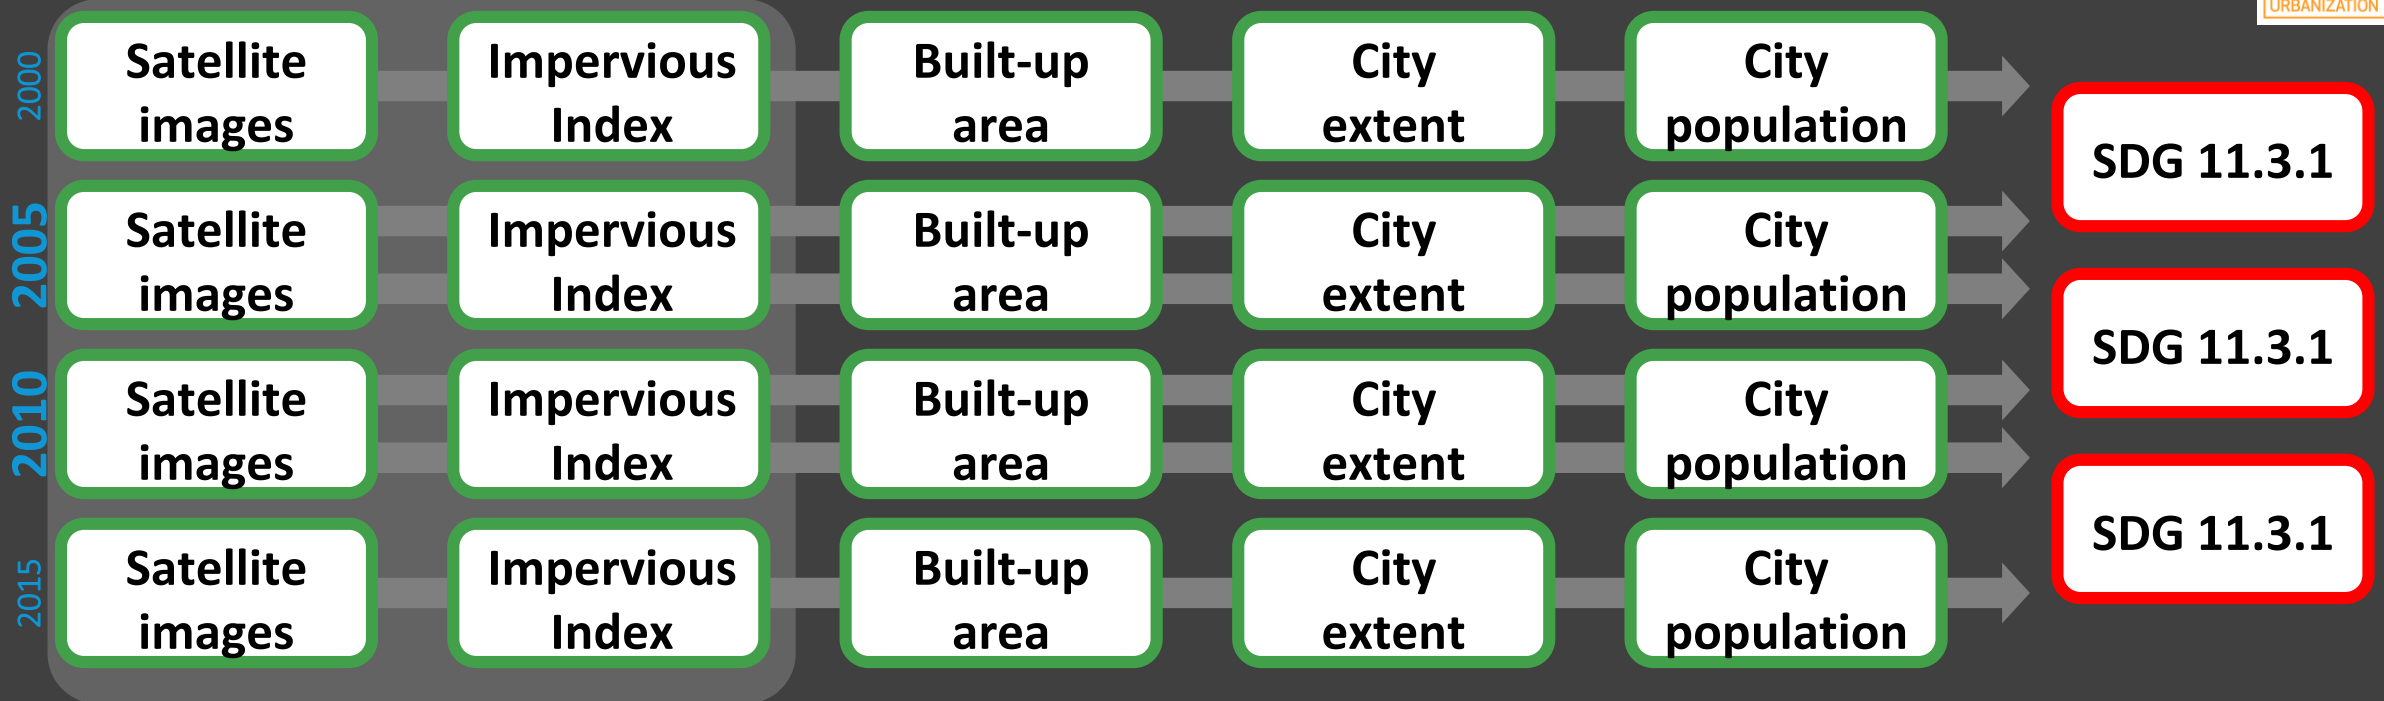 URBANIZATION
2000
Satellite
images
Impervious
Index
Built-up
area
City
extent
City
population
SDG 11.3.1
2005
Satellite
images
Impervious
Index
Built-up
area
City
extent
City
population
SDG 11.3.1
2010
Satellite
images
Impervious
Index
Built-up
area
City
extent
City
population
SDG 11.3.1
2015
Satellite
images
Impervious
Index
Built-up
area
City
extent
City
population